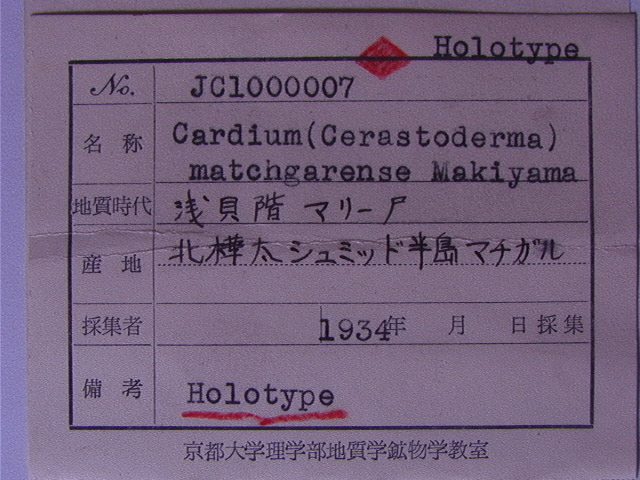 Holotype
No. JC1000007
名称 Cardium(Cerastoderma)
matchgarense Makiyama
地質時代 浅貝階 マリーア
産地 北樺太シュミッド半島マチガル
採集者 1934年 月 日採集
備考 Holotype
京都大学理学部地質学鉱物学教室